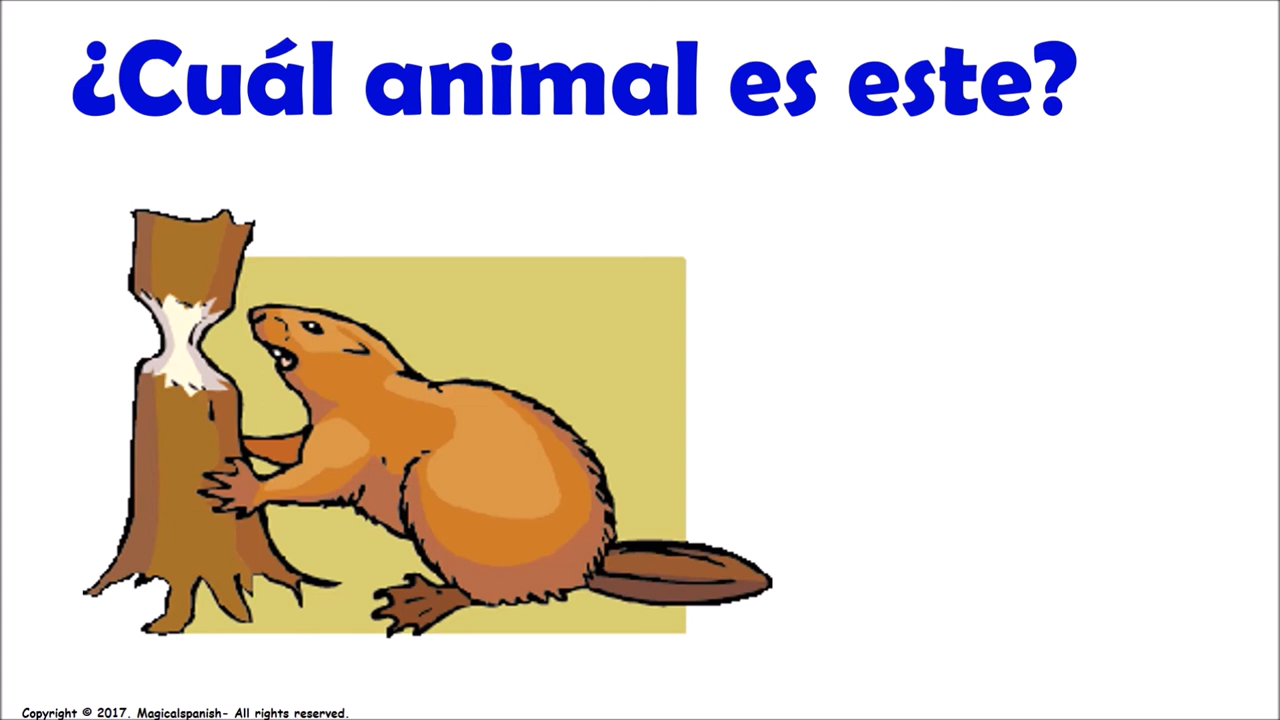 ¿Cuál animal es este?
Copyright © 2017. Magicalspanish- All rights reserved.